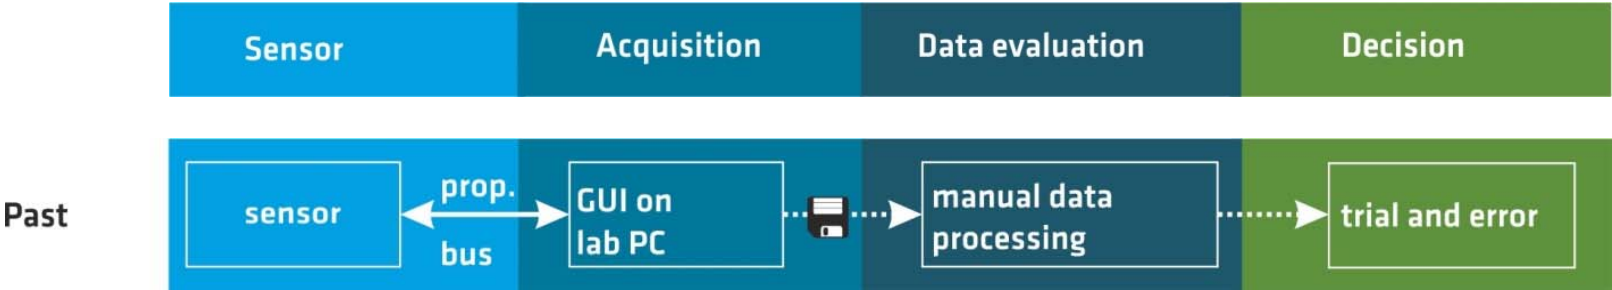 Sensor
Acquisition
Data evaluation
Decision
Past
sensor
prop.
bus
GUI on
lab PC
manual data
processing
trial and error